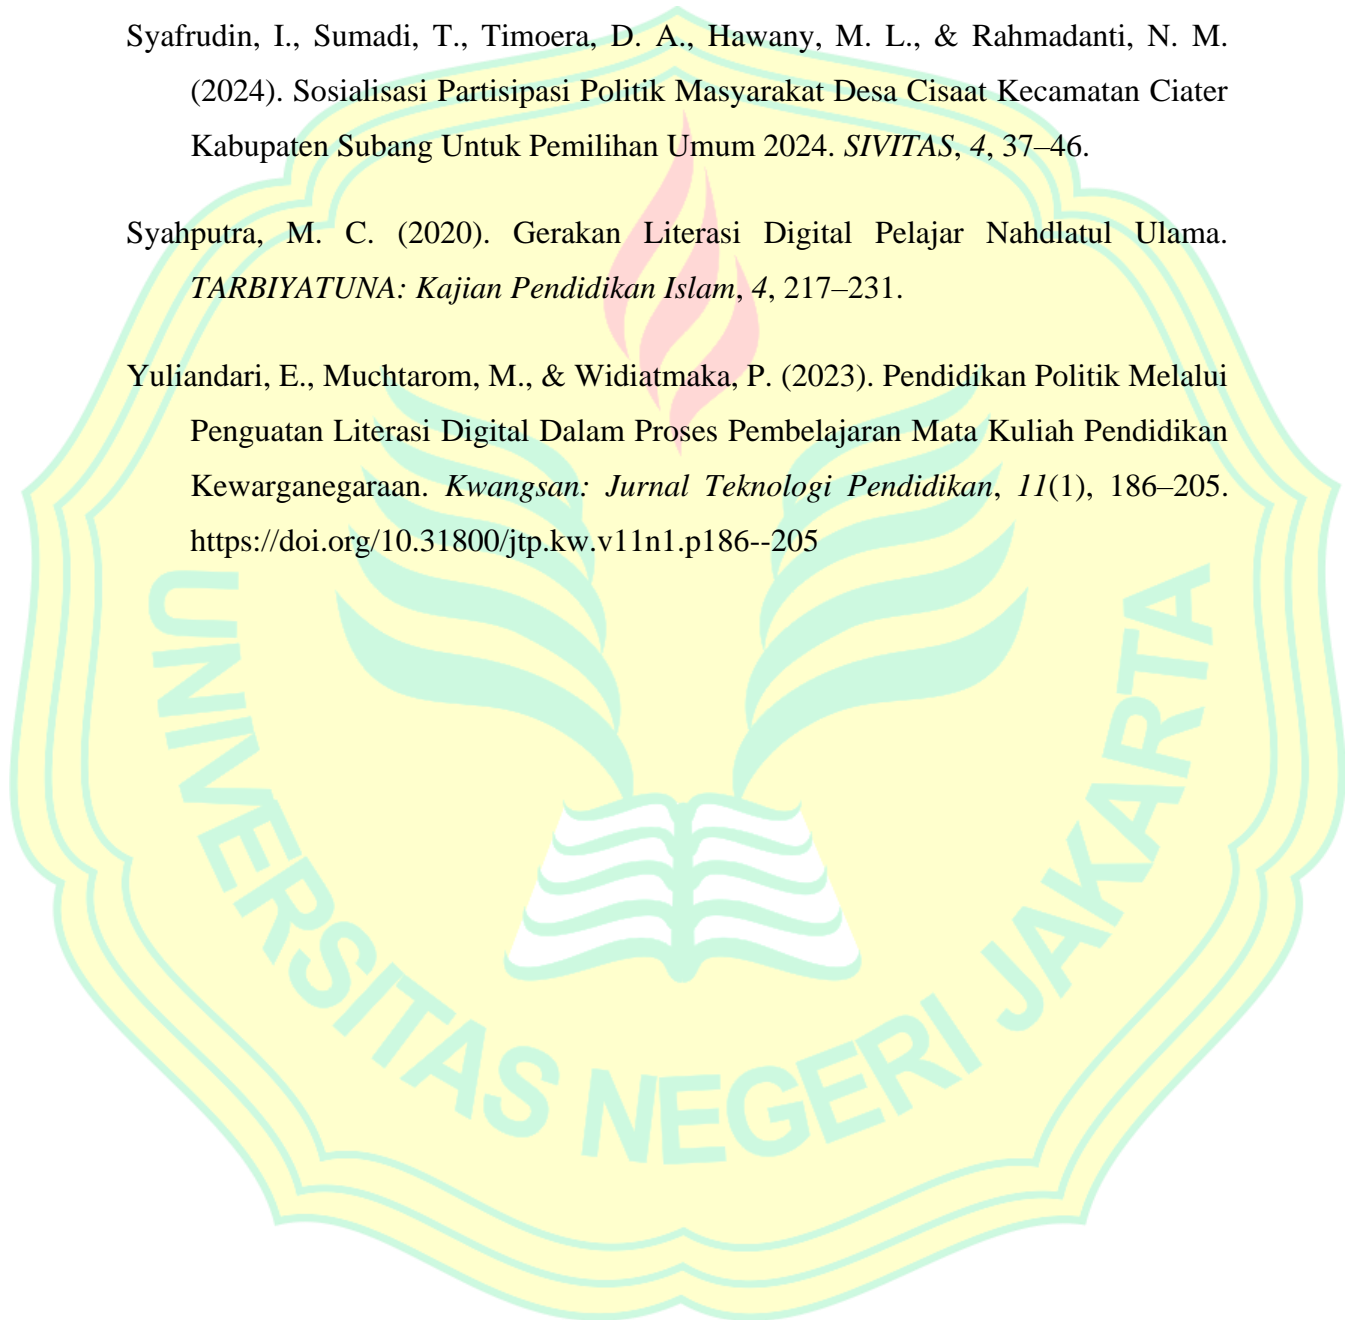 Syafrudin, I., Sumadi, T., Timoera, D. A., Hawany, M. L., & Rahmadanti, N. M.
(2024). Sosialisasi Partisipasi Politik Masyarakat Desa Cisaat Kecamatan Ciater
Kabupaten Subang Untuk Pemilihan Umum 2024. SIVITAS, 4, 37–46.
Syahputra, M. C. (2020). Gerakan Literasi Digital Pelajar Nahdlatul Ulama.
TARBIYATUNA: Kajian Pendidikan Islam, 4, 217–231.
Yuliandari, E., Muchtarom, M., & Widiatmaka, P. (2023). Pendidikan Politik Melalui
Penguatan Literasi Digital Dalam Proses Pembelajaran Mata Kuliah Pendidikan
Kewarganegaraan. Kwangsan: Jurnal Teknologi Pendidikan, 11(1), 186–205.
https://doi.org/10.31800/jtp.kw.v11n1.p186--205
UNIVERSITAS NEGERI JAKARTA